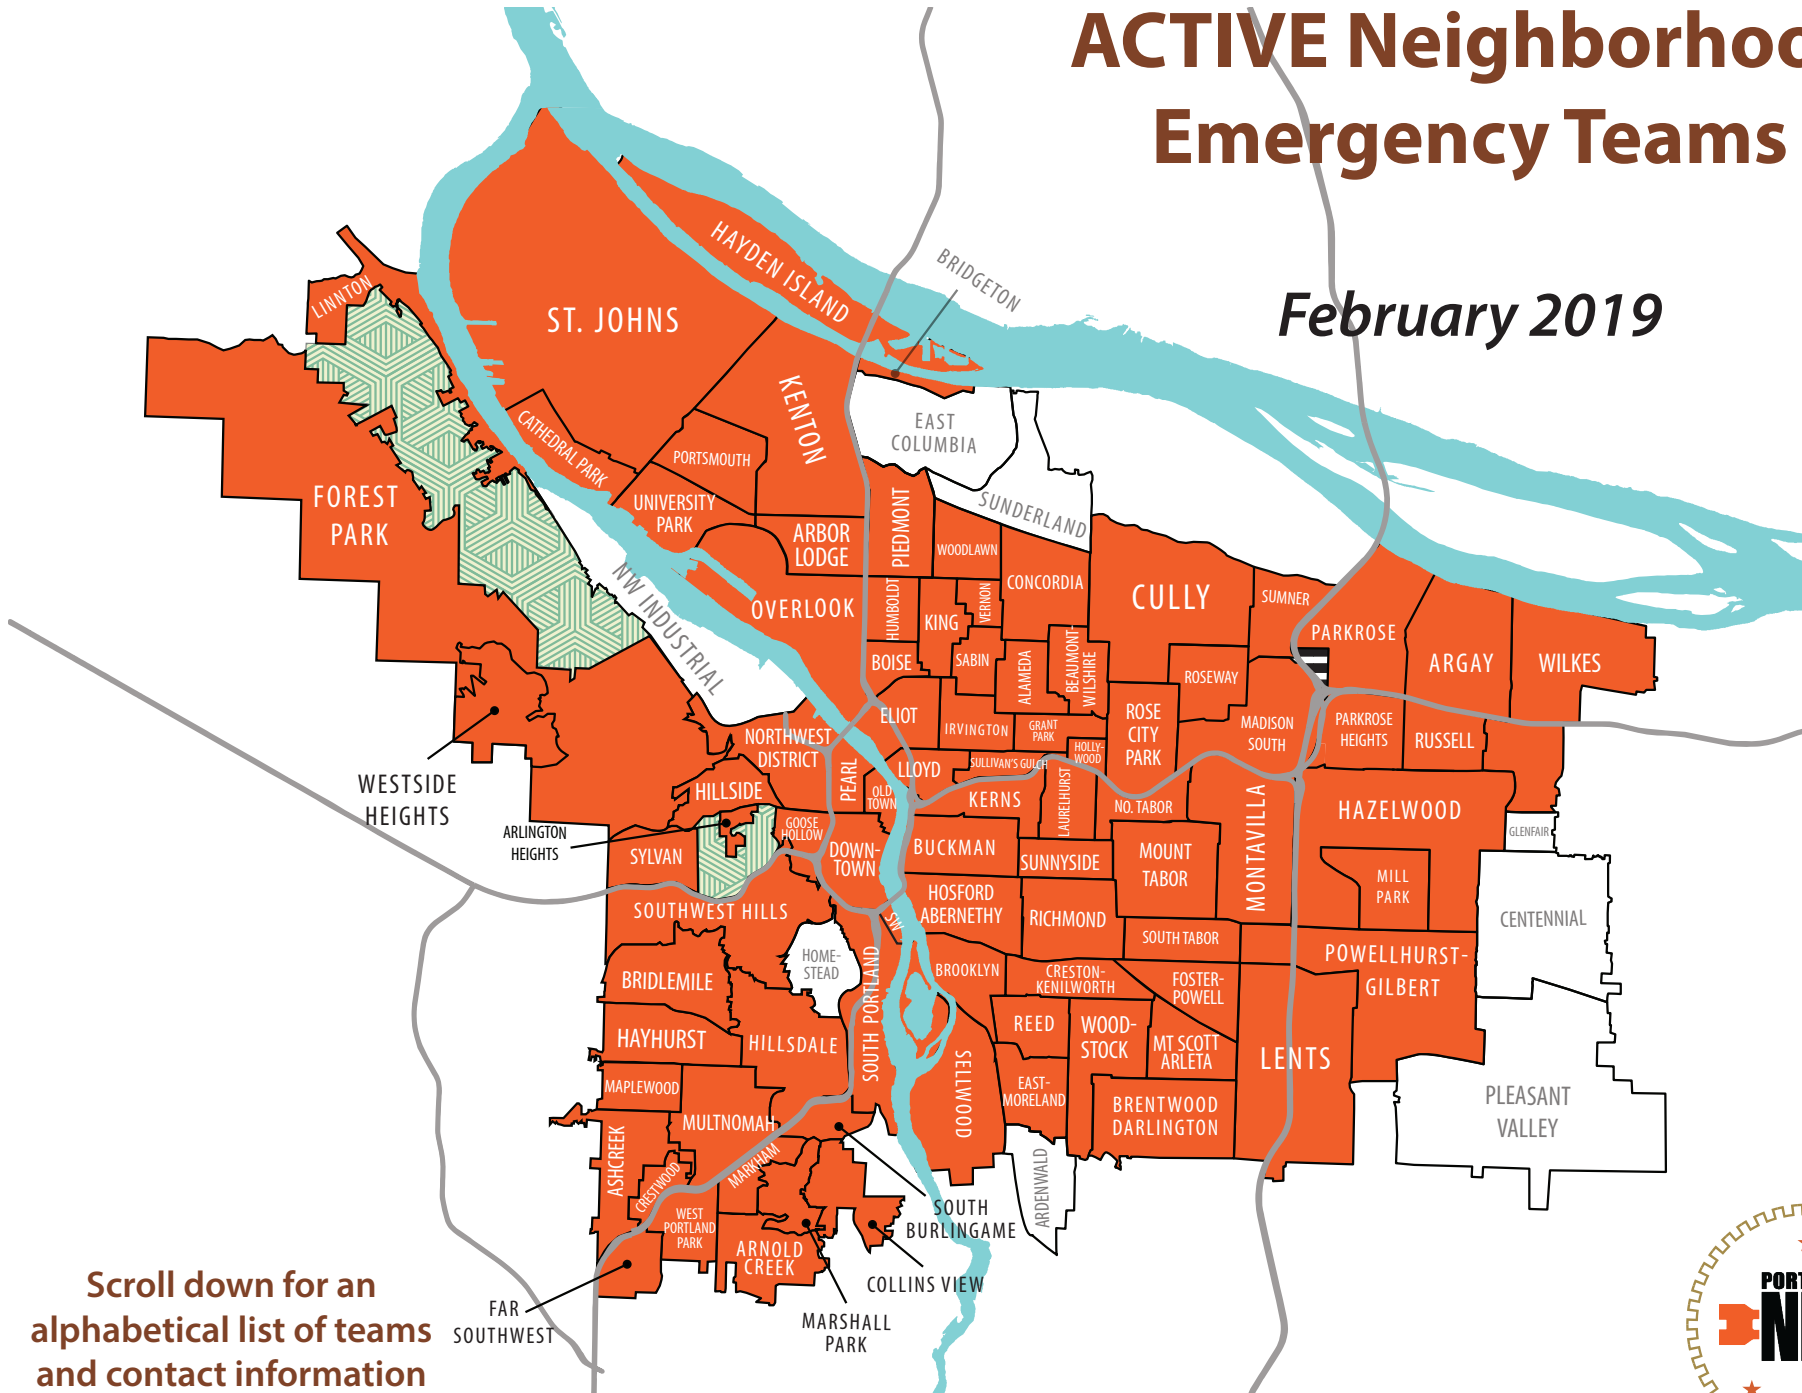 ACTIVE Neighborhoo
Emergency Teams
February 2019
HAYDEN ISLAND
BRIDGETON
LINNTON
ST. JOHNS
KENTON
EAST
COLUMBIA
CATHEDRAL PARK
PORTSMOUTH
FOREST
PARK
UNIVERSITY
PARK
ARBOR
LODGE
PIEDMONT
SUNDERLAND
WOODLAWN
CONCORDIA
CULLY
SUMNER
NW INDUSTRIAL
OVERLOOK
HUMBOLDT
KING
VERNON
PARKROSE
ARGAY
WILKES
BOISE
SABIN
ALAMEDA
BEAUMONT-
WILSHIRE
ROSEWAY
ELIOT
IRVINGTON
GRANT
PARK
ROSE
CITY
PARK
MADISON
SOUTH
PARKROSE
HEIGHTS
RUSSELL
NORTHWEST
DISTRICT
HOLLY-
WOOD
LLOYD
SULLIVAN'S GULCH
WESTSIDE
HEIGHTS
HILLSIDE
PEARL
OLD
TOWN
KERNS
LAURELHURST
NO. TABOR
MONTAVILLA
HAZELWOOD
GLENFAIR
ARLINGTON
HEIGHTS
GOOSE
HOLLOW
SYLVAN
DOWN-
TOWN
BUCKMAN
SUNNYSIDE
MOUNT
TABOR
MILL
PARK
CENTENNIAL
SOUTHWEST HILLS
HOSFORD
ABERNETHY
RICHMOND
SW
SOUTH TABOR
POWELLHURST-
GILBERT
HOME-
STEAD
BRIDLEMILE
SOUTH PORTLAND
BROOKLYN
CRESTON-
KENILWORTH
FOSTER-
POWELL
HAYHURST
HILLSDALE
REED
WOOD-
STOCK
MT SCOTT
ARLETA
LENTS
MAPLEWOOD
SELLWOOD
EAST-
MORELAND
BRENTWOOD
DARLINGTON
PLEASANT
VALLEY
MULTNOMAH
ASHCREEK
CRESTWOOD
MARKHAM
ARDENWALD
WEST
PORTLAND
PARK
ARNOLD
CREEK
SOUTH
BURLINGAME
COLLINS VIEW
MARSHALL
PARK
FAR
SOUTHWEST
Scroll down for an
alphabetical list of teams
and contact information
PORT